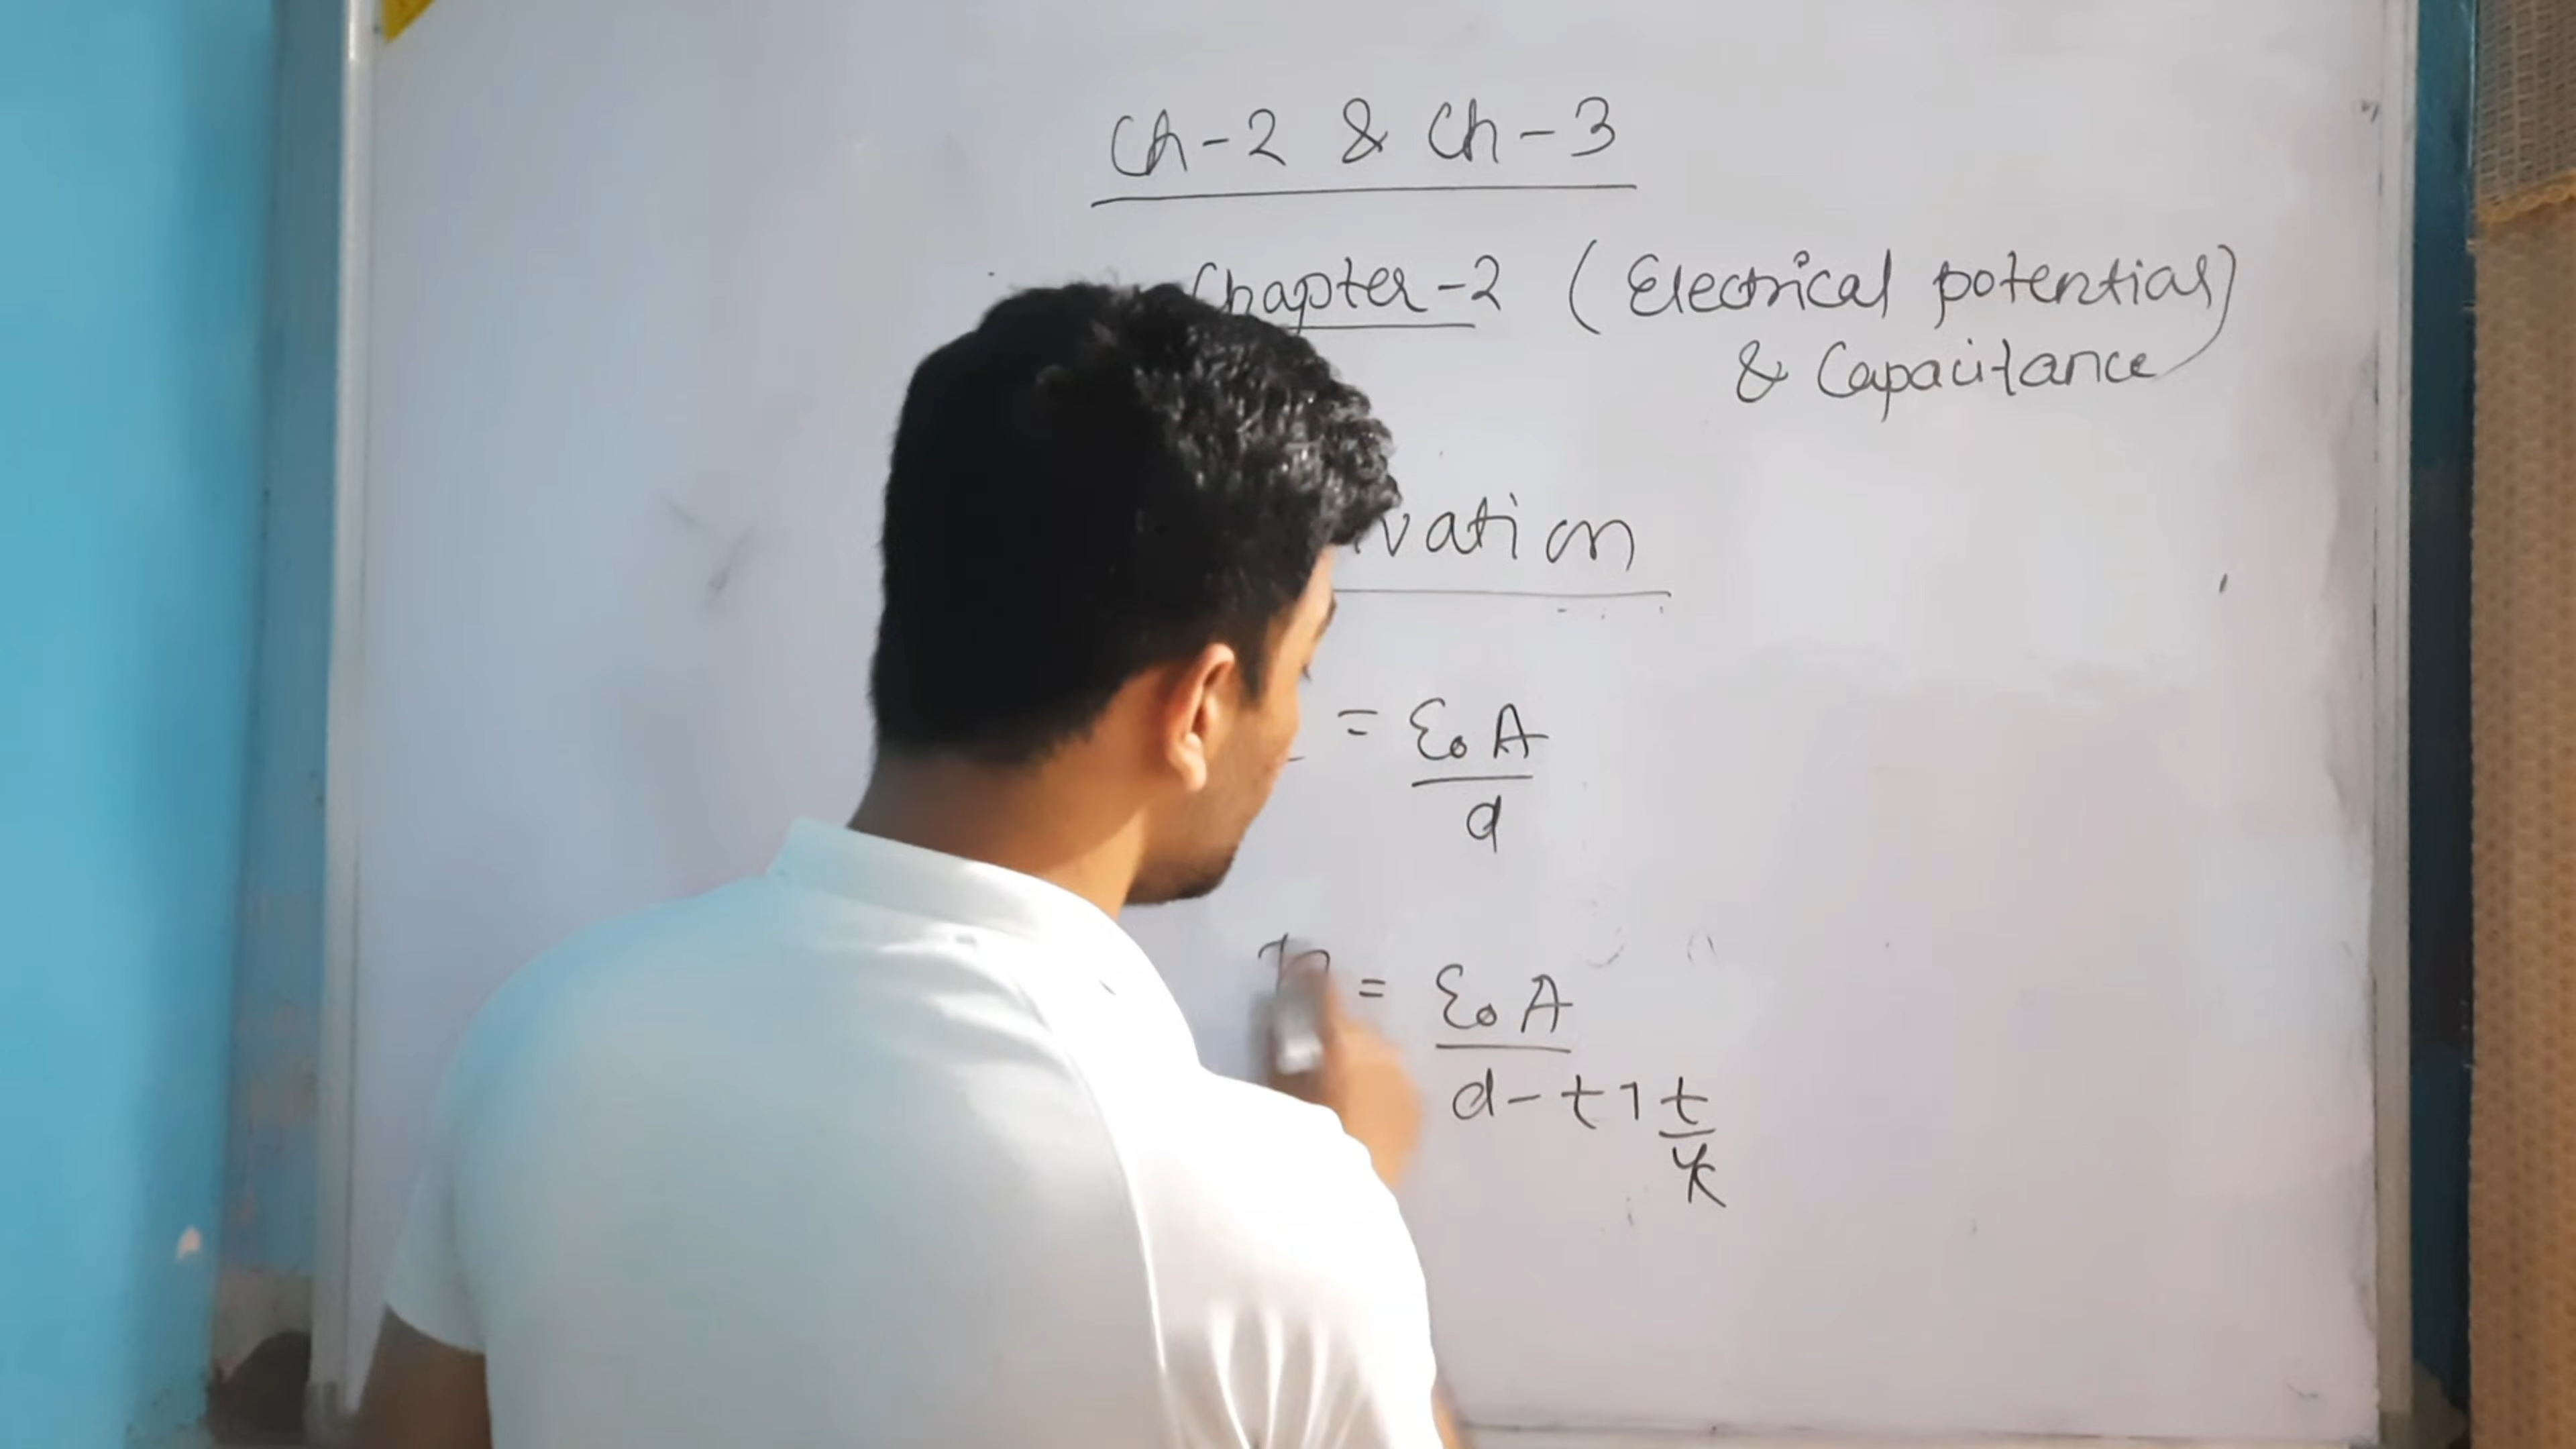 Ch-2 & Ch-3
Chapter-2 (Electrical potential)
& Capacitance
vation
= ε₀A
d
= ε₀A
d-t+t
k